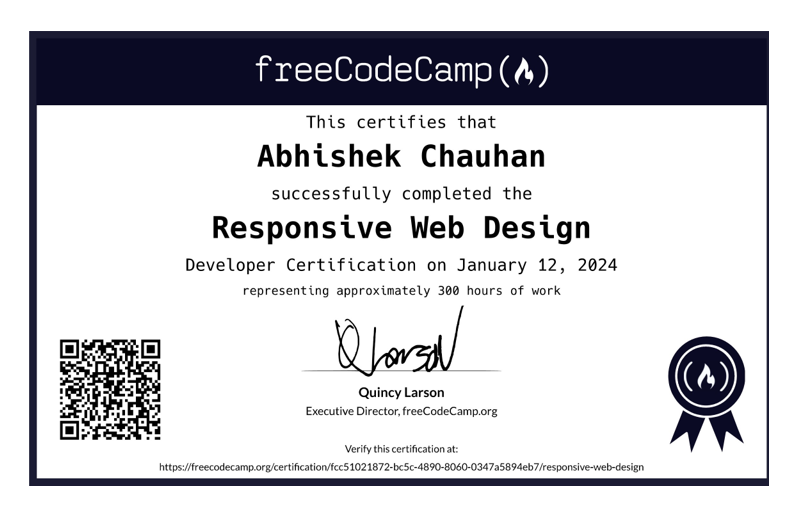 freeCodeCamp
This certifies that
Abhishek Chauhan
successfully completed the
Responsive Web Design
Developer Certification on January 12, 2024
representing approximately 300 hours of work
Q Larson
Quincy Larson
Executive Director, freeCodeCamp.org
Verify this certification at:
https://freecodecamp.org/certification/fcc51021872-bc5c-4890-8060-0347a5894eb7/responsive-web-design